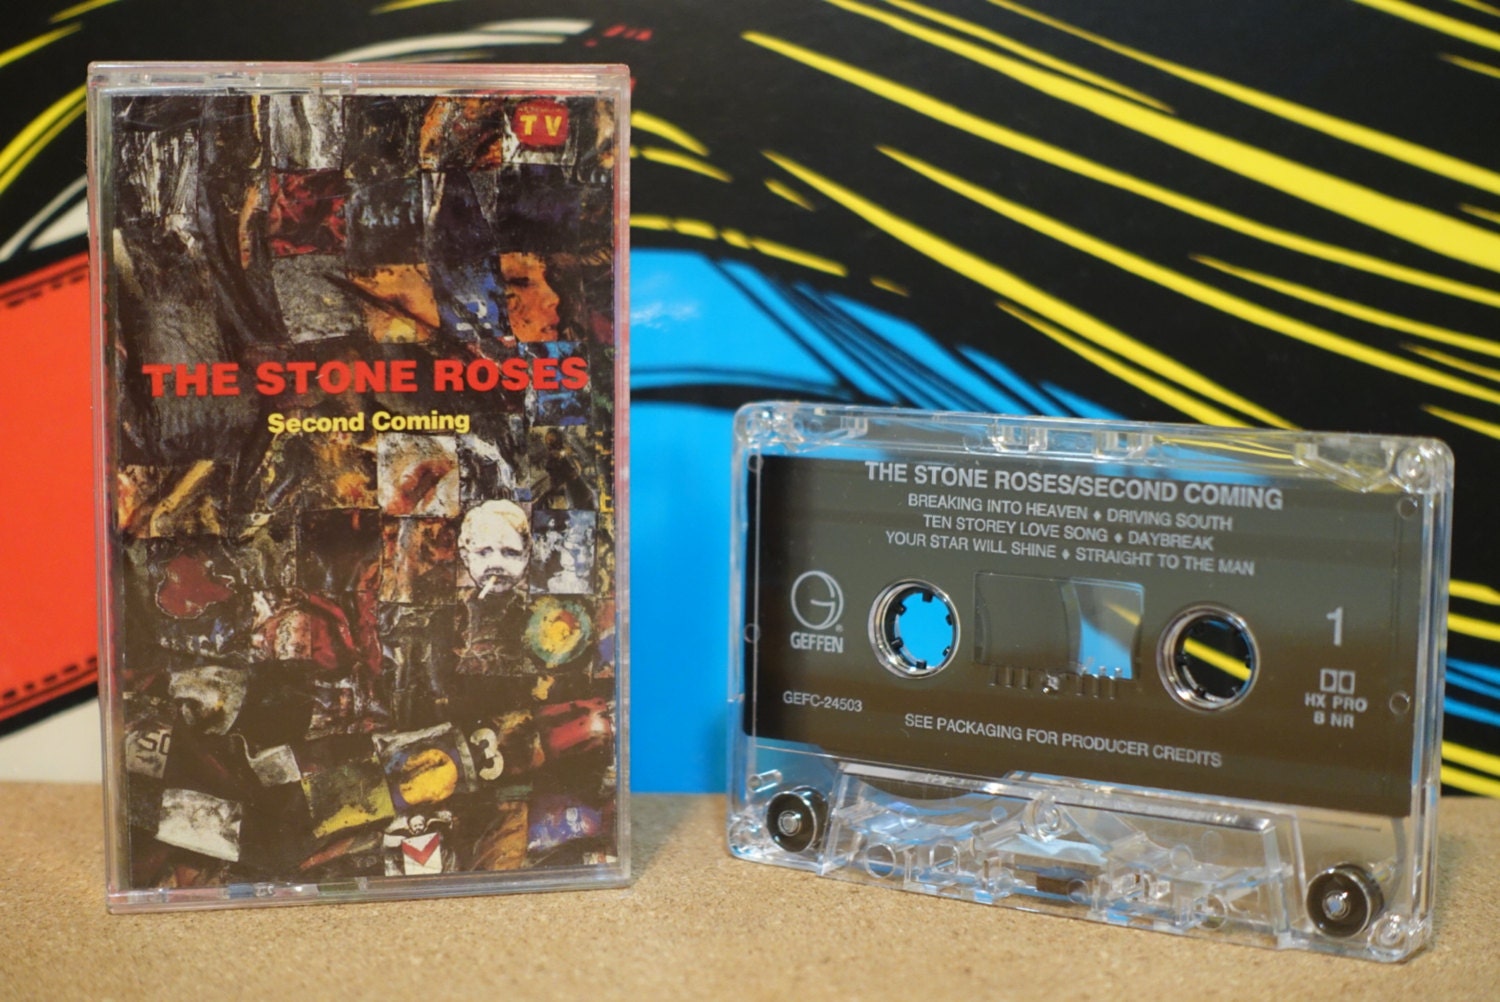 TV
THE STONE ROSES
Second Coming
3
THE STONE ROSES/SECOND COMING
BREAKING INTO HEAVEN ♦ DRIVING SOUTH
TEN STOREY LOVE SONG ♦ DAYBREAK
YOUR STAR WILL SHINE ♦ STRAIGHT TO THE MAN
G
GEFFEN
®
1
HX PRO
B NR
GEFC-24503
SEE PACKAGING FOR PRODUCER CREDITS